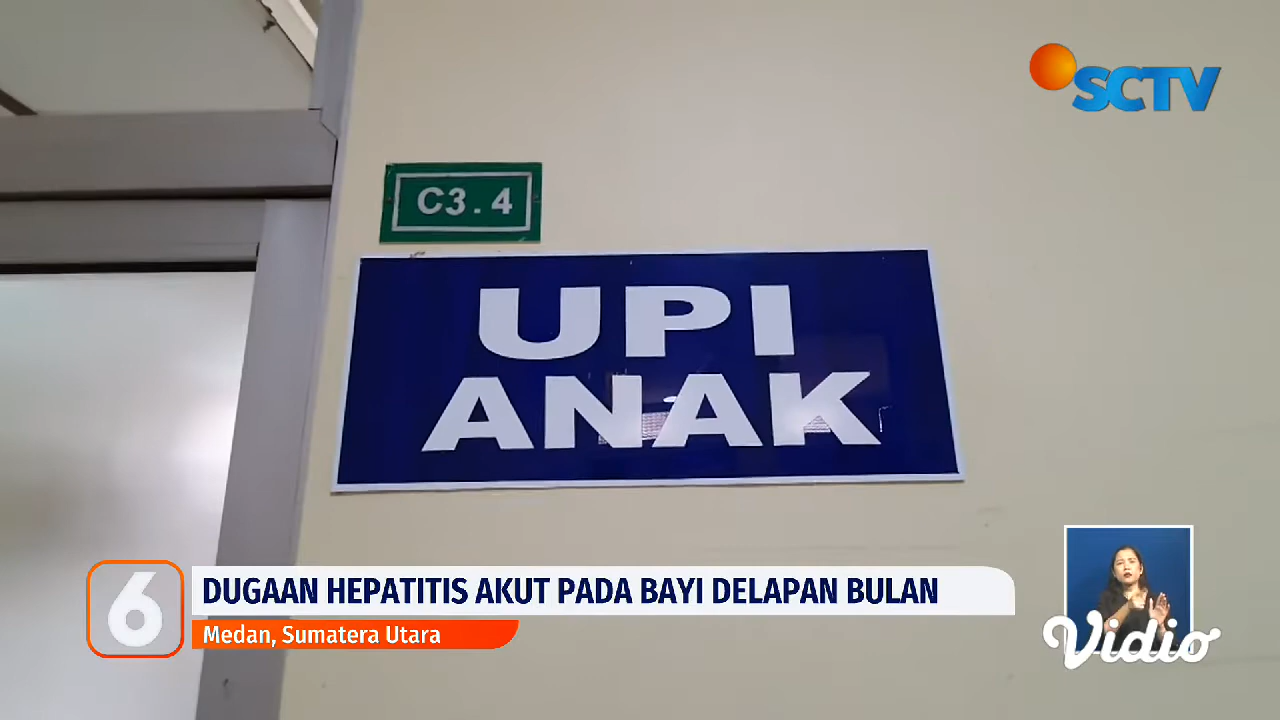 SCTV
C3.4
UPI
ANAK
6
DUGAAN HEPATITIS AKUT PADA BAYI DELAPAN BULAN
Medan, Sumatera Utara
Vidio